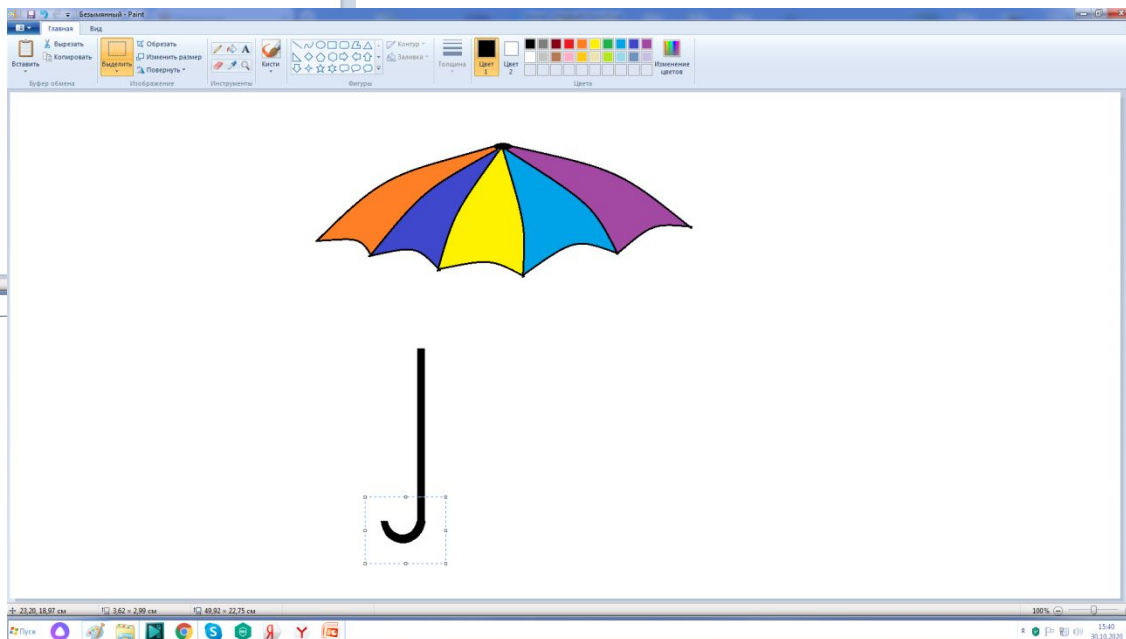 Безымянный - Paint
Главная Вид
Вставить
Вырезать
Копировать
Буфер обмена
Выделить
Обрезать
Изменить размер
Повернуть
Изображение
Инструменты
Кисти
Фигуры
Контур
Заливка
Толщина
Цвет 1
Цвет 2
Цвета
Изменение цветов
23,20, 18,97 см 3,62 × 2,99 см 49,92 × 22,75 см 100%
Пуск
15:40
30.10.2020